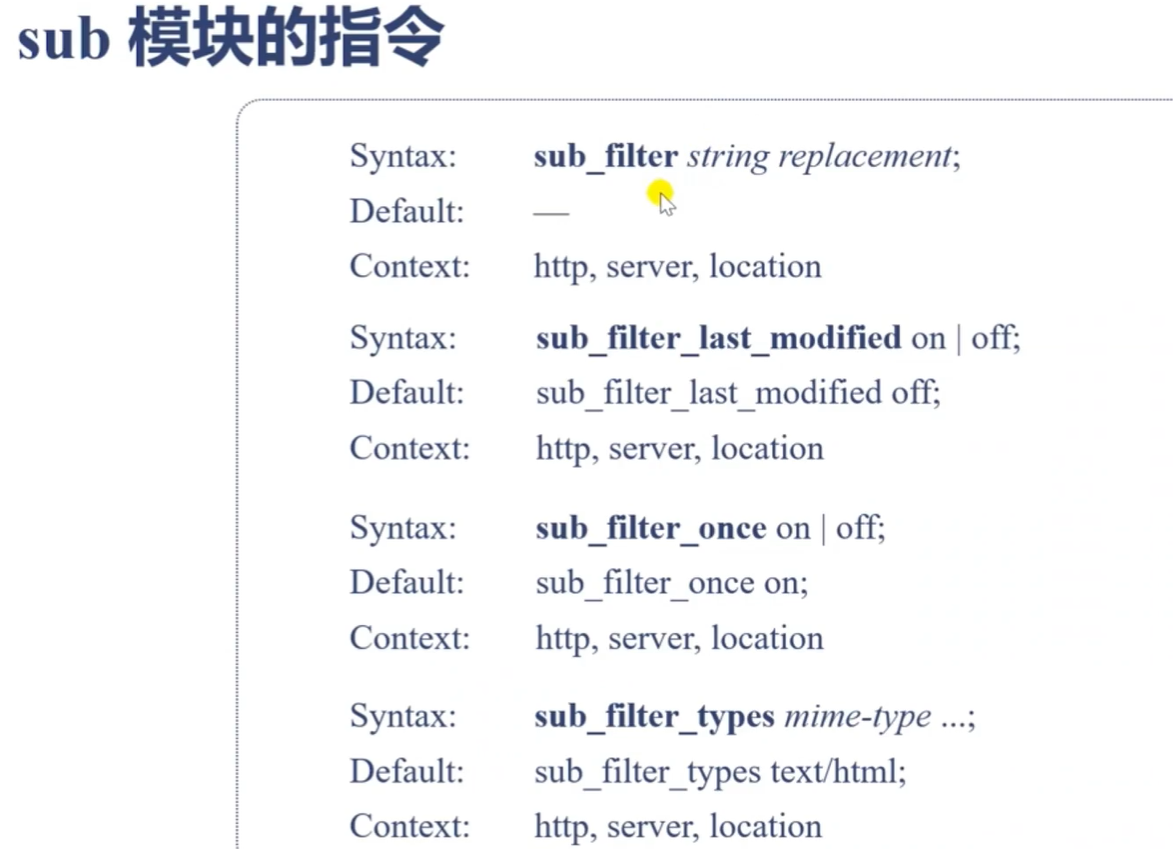 sub 模块的指令
Syntax: sub_filter string replacement;
Default: —
Context: http, server, location
Syntax: sub_filter_last_modified on | off;
Default: sub_filter_last_modified off;
Context: http, server, location
Syntax: sub_filter_once on | off;
Default: sub_filter_once on;
Context: http, server, location
Syntax: sub_filter_types mime-type ...;
Default: sub_filter_types text/html;
Context: http, server, location